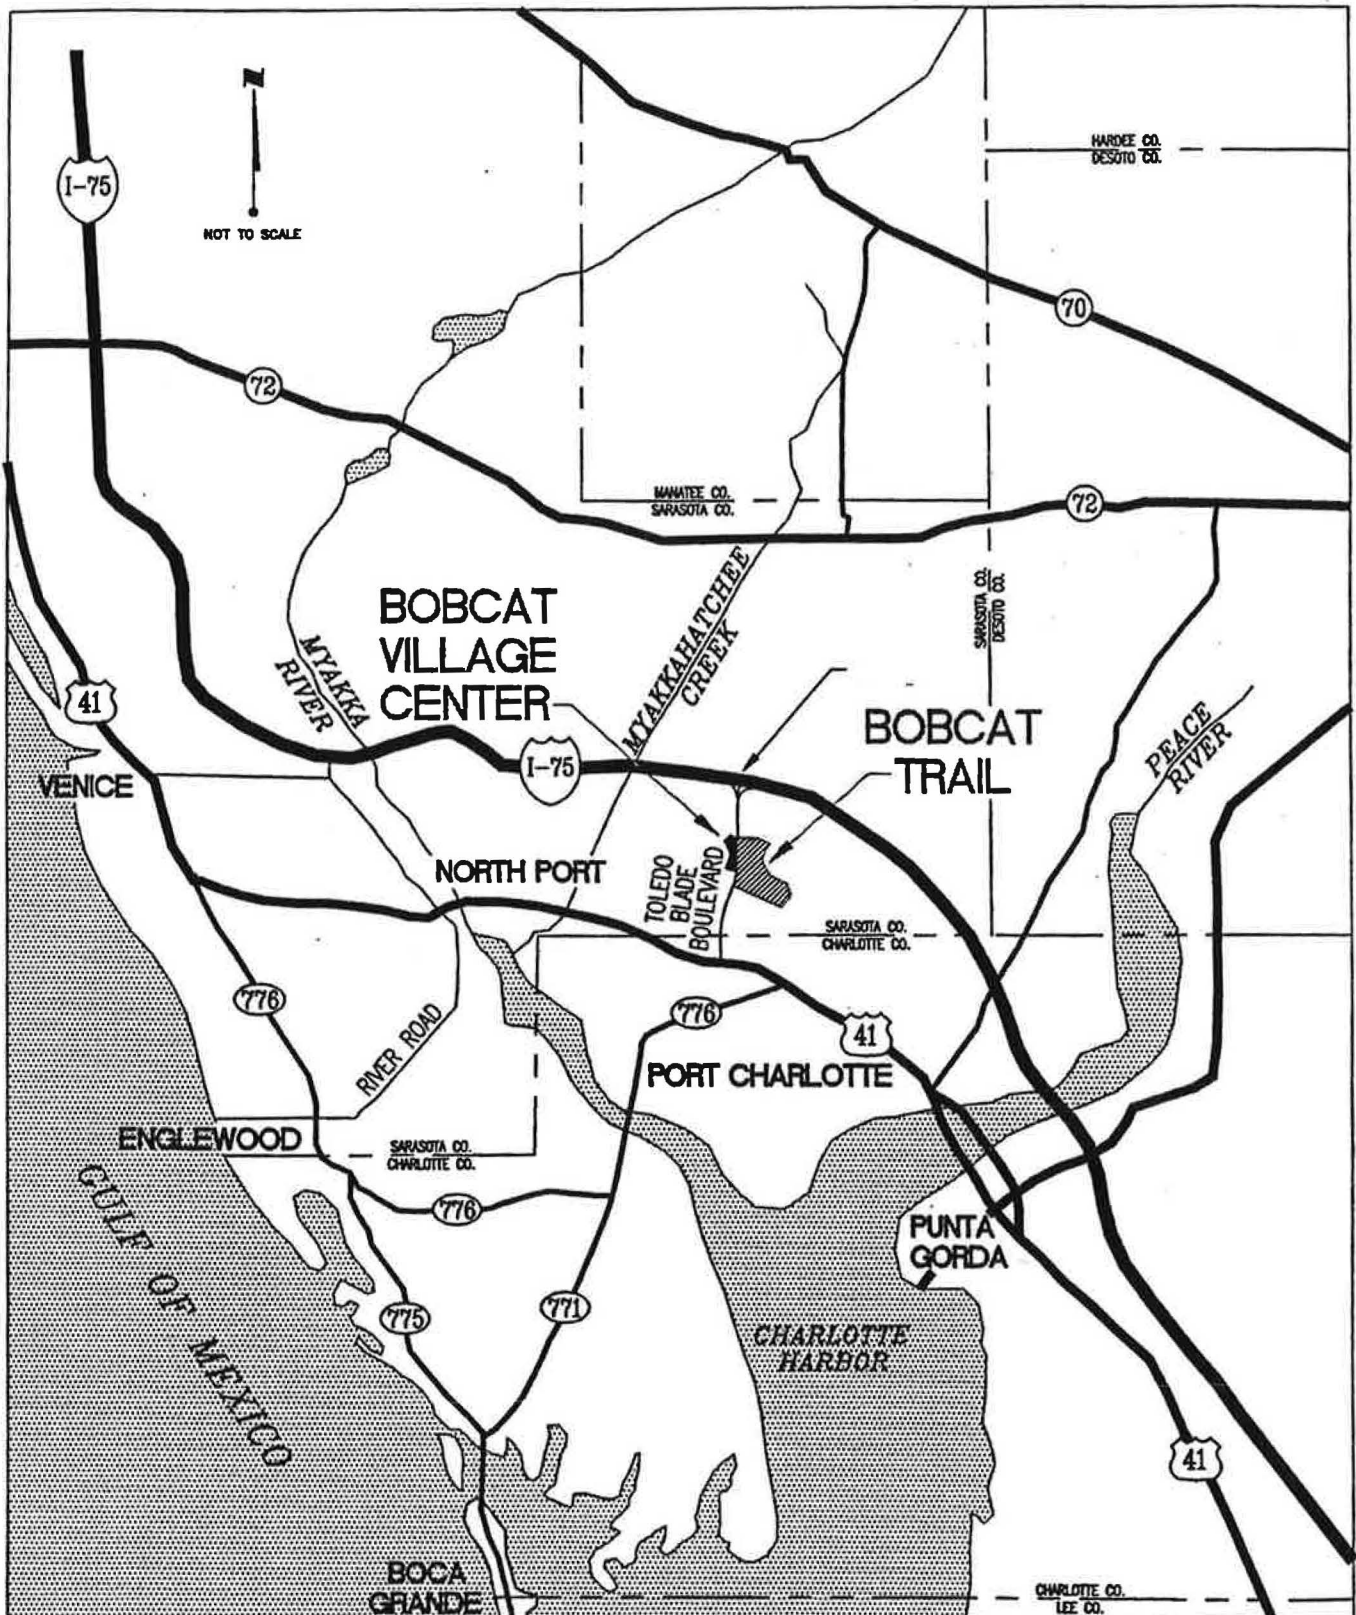 N
NOT TO SCALE
I-75
HARDEE CO.
DESOTO CO.
70
72
MANATEE CO.
SARASOTA CO.
72
SARASOTA CO.
DESOTO CO.
BOBCAT
VILLAGE
CENTER
MYAKKAHATCHEE
CREEK
MYAKKA
RIVER
41
BOBCAT
TRAIL
PEACE
RIVER
I-75
VENICE
NORTH PORT
TOLEDO
BLADE
BOULEVARD
SARASOTA CO.
CHARLOTTE CO.
776
776
41
RIVER ROAD
PORT CHARLOTTE
ENGLEWOOD
SARASOTA CO.
CHARLOTTE CO.
GULF OF MEXICO
776
PUNTA
GORDA
775
771
CHARLOTTE
HARBOR
41
BOCA
GRANDE
CHARLOTTE CO.
LEE CO.